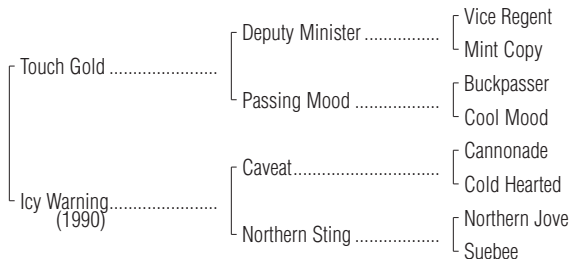 Vice Regent
Deputy Minister ................
Mint Copy
Touch Gold .......................
Buckpasser
Passing Mood ..................
Cool Mood
Cannonade
Caveat...............................
Cold Hearted
Icy Warning.......................
(1990)
Northern Jove
Northern Sting ..................
Suebee